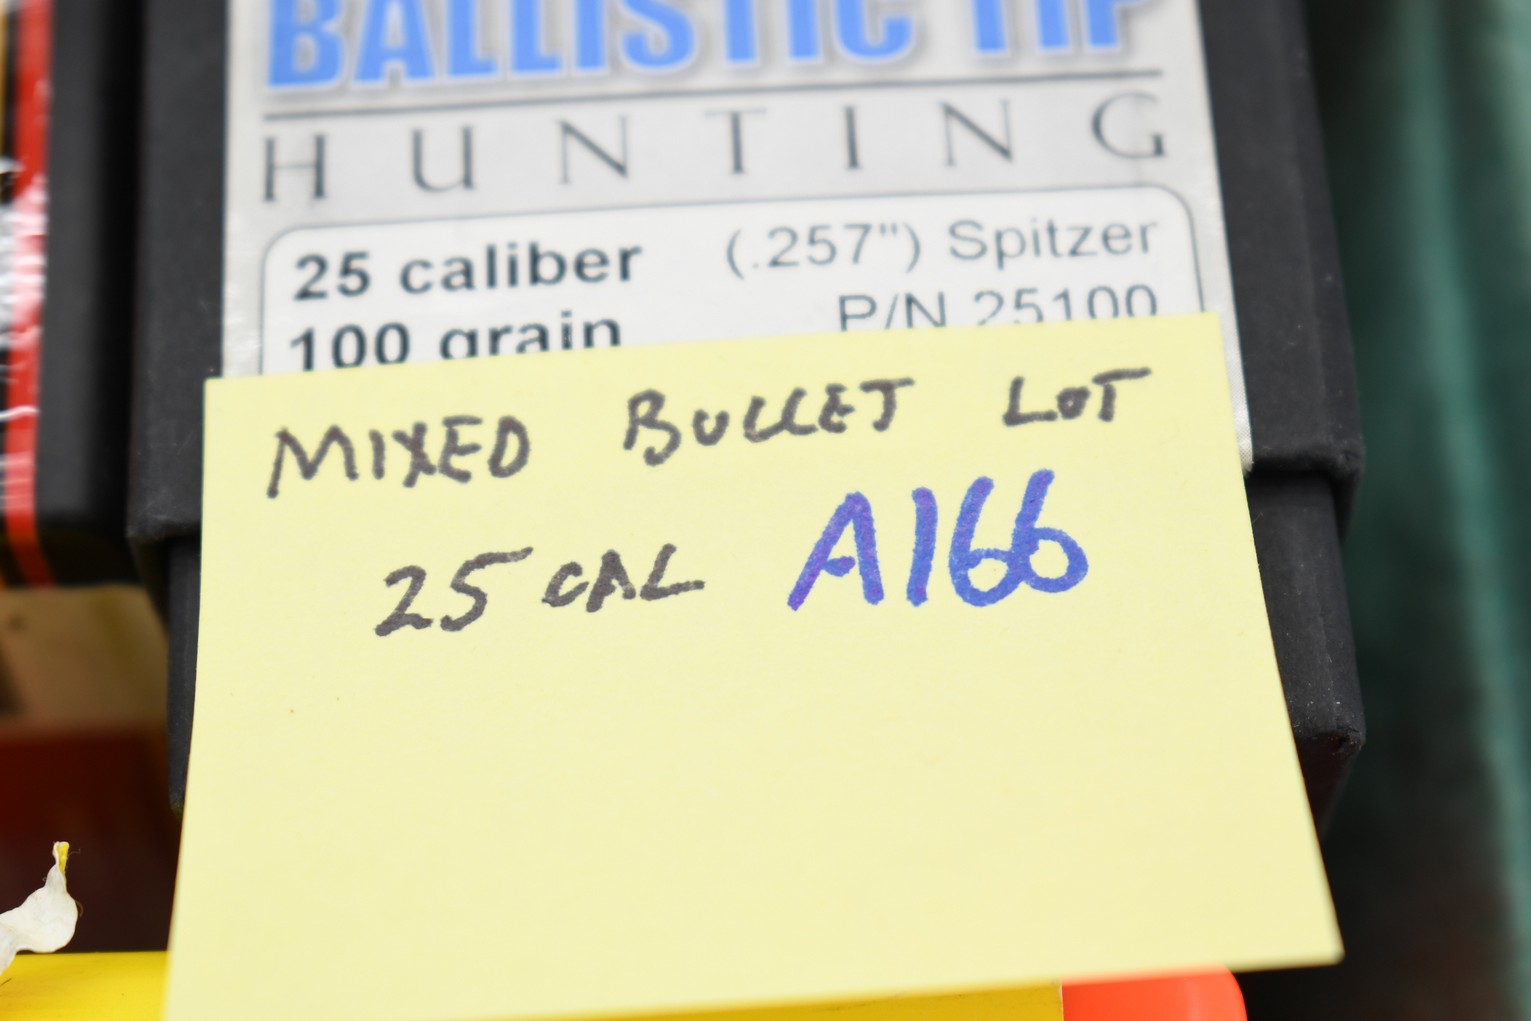 BALLISTIC TIP
HUNTING
25 caliber (.257") Spitzer
100 grain P/N 25100
MIXED BULLET LOT
25 CAL A166